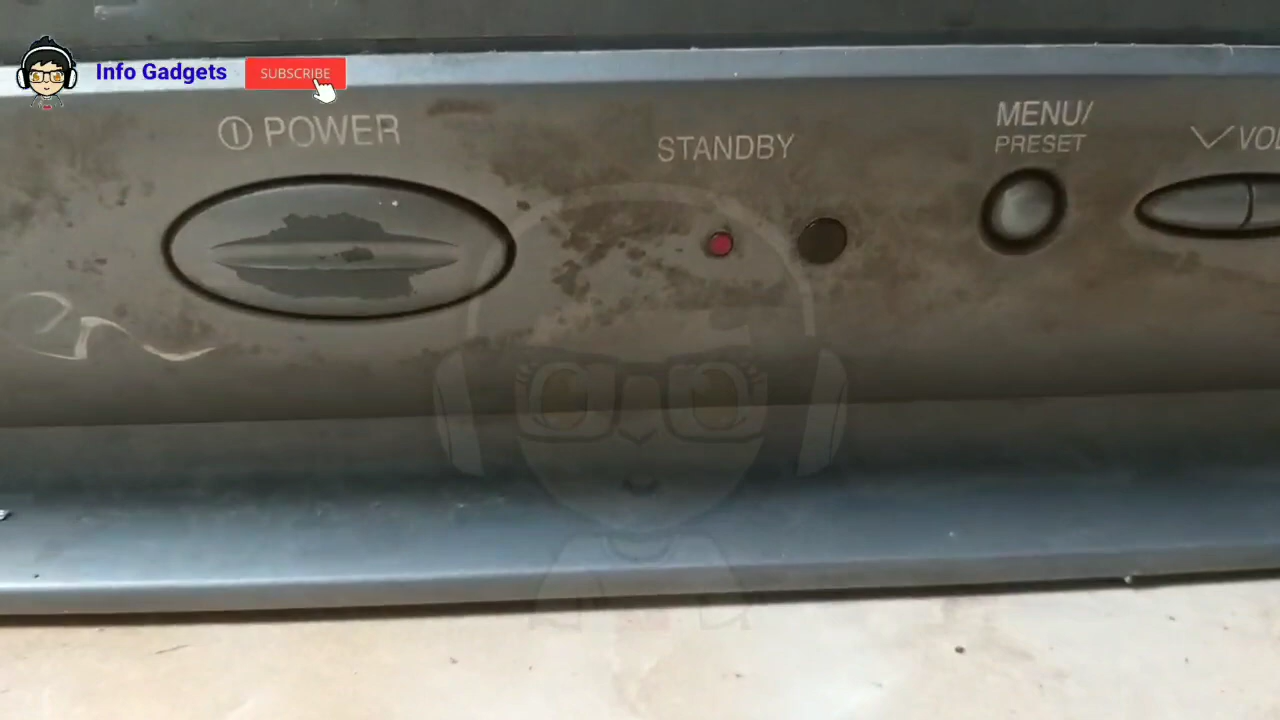 Info Gadgets
SUBSCRIBE
POWER
STANDBY
MENU/
PRESET